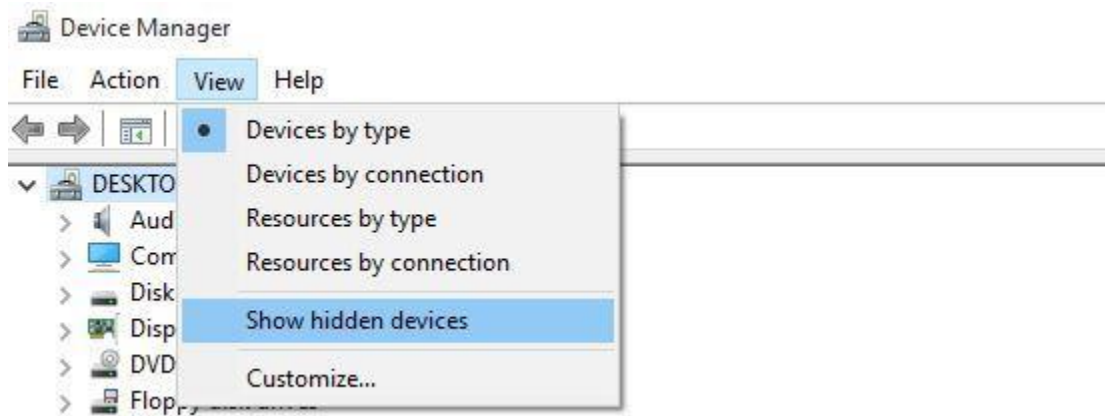 Device Manager
File Action View Help
Devices by type
Devices by connection
Resources by type
Resources by connection
Show hidden devices
Customize...
DESKTO
Aud
Com
Disk
Disp
DVD
Flop